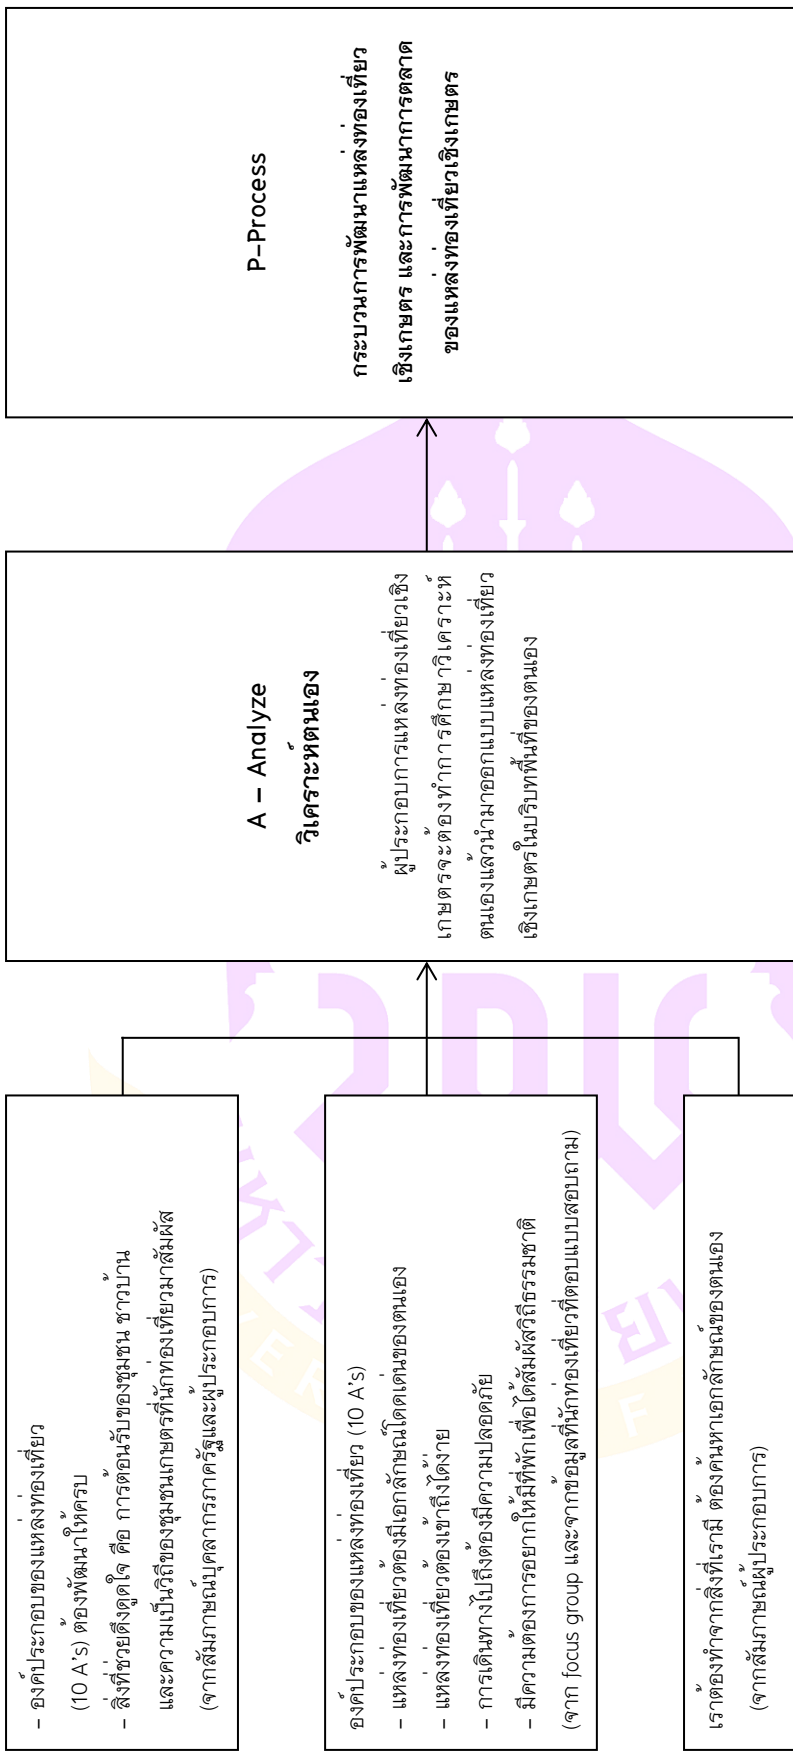 – องค์ประกอบของแหล่งท่องเที่ยว
(10 A's) ต้องพัฒนาให้ครบ
– สิ่งที่ช่วยดึงดูดใจ คือ การต้อนรับของชุมชน ชาวบ้าน
และความเป็นวิถีของชุมชนเกษตรที่นักท่องเที่ยวมาสัมผัส
(จากสัมภาษณ์บุคลากรภาครัฐและผู้ประกอบการ)
องค์ประกอบของแหล่งท่องเที่ยว (10 A's)
– แหล่งท่องเที่ยวต้องมีเอกลักษณ์โดดเด่นของตนเอง
– แหล่งท่องเที่ยวต้องเข้าถึงได้ง่าย
– การเดินทางไปถึงต้องมีความปลอดภัย
– มีความต้องการอยากให้มีที่พักเพื่อได้สัมผัสวิถีธรรมชาติ
(จาก focus group และจากข้อมูลที่นักท่องเที่ยวที่ตอบแบบสอบถาม)
เราต้องทำจากสิ่งที่เรามี ต้องค้นหาเอกลักษณ์ของตนเอง
(จากสัมภาษณ์ผู้ประกอบการ)
A – Analyze
วิเคราะห์ตนเอง
ผู้ประกอบการแหล่งท่องเที่ยวเชิง
เกษตรจะต้องทำการศึกษาวิเคราะห์
ตนเองแล้วนำมาออกแบบแหล่งท่องเที่ยว
เชิงเกษตรในบริบทพื้นที่ของตนเอง
P–Process
กระบวนการพัฒนาแหล่งท่องเที่ยว
เชิงเกษตร และการพัฒนาการตลาด
ของแหล่งท่องเที่ยวเชิงเกษตร